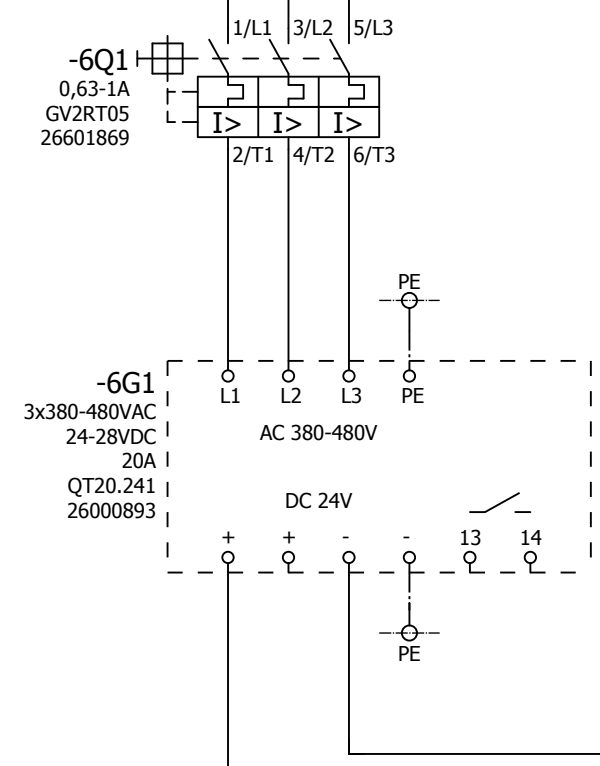 1/L1 3/L2 5/L3
-6Q1
0,63-1A
GV2RT05
26601869
I> I> I>
2/T1 4/T2 6/T3
PE
-6G1
3x380-480VAC
24-28VDC
20A
QT20.241
26000893
L1 L2 L3 PE
AC 380-480V
DC 24V
+ + - - 13 14
PE